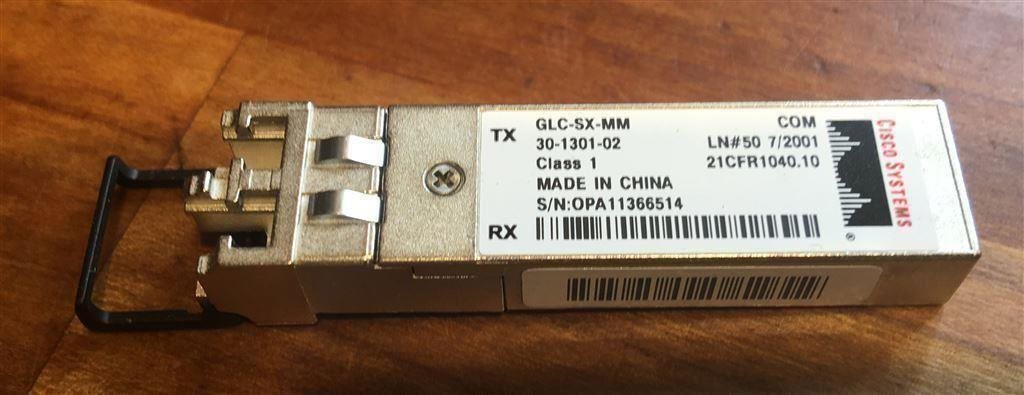 TX GLC-SX-MM COM
30-1301-02 LN#50 7/2001
Class 1 21CFR1040.10
MADE IN CHINA
S/N:OPA11366514
RX
CISCO SYSTEMS
®